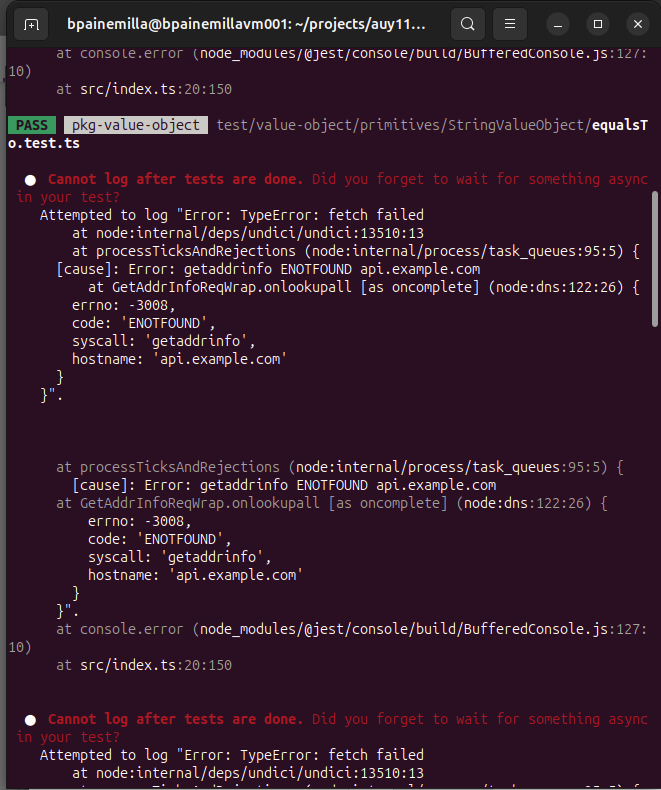 bpainemilla@bpainemillavm001: ~/projects/auy11...
at console.error (node_modules/@jest/console/build/BufferedConsole.js:127:
10)
at src/index.ts:20:150
PASS pkg-value-object test/value-object/primitives/StringValueObject/equalsT
o.test.ts
● Cannot log after tests are done. Did you forget to wait for something async
in your test?
Attempted to log "Error: TypeError: fetch failed
at node:internal/deps/undici/undici:13510:13
at processTicksAndRejections (node:internal/process/task_queues:95:5) {
[cause]: Error: getaddrinfo ENOTFOUND api.example.com
at GetAddrInfoReqWrap.onlookupall [as oncomplete] (node:dns:122:26) {
errno: -3008,
code: 'ENOTFOUND',
syscall: 'getaddrinfo',
hostname: 'api.example.com'
}
}".
at processTicksAndRejections (node:internal/process/task_queues:95:5) {
[cause]: Error: getaddrinfo ENOTFOUND api.example.com
at GetAddrInfoReqWrap.onlookupall [as oncomplete] (node:dns:122:26) {
errno: -3008,
code: 'ENOTFOUND',
syscall: 'getaddrinfo',
hostname: 'api.example.com'
}
}".
at console.error (node_modules/@jest/console/build/BufferedConsole.js:127:
10)
at src/index.ts:20:150
● Cannot log after tests are done. Did you forget to wait for something async
in your test?
Attempted to log "Error: TypeError: fetch failed
at node:internal/deps/undici/undici:13510:13